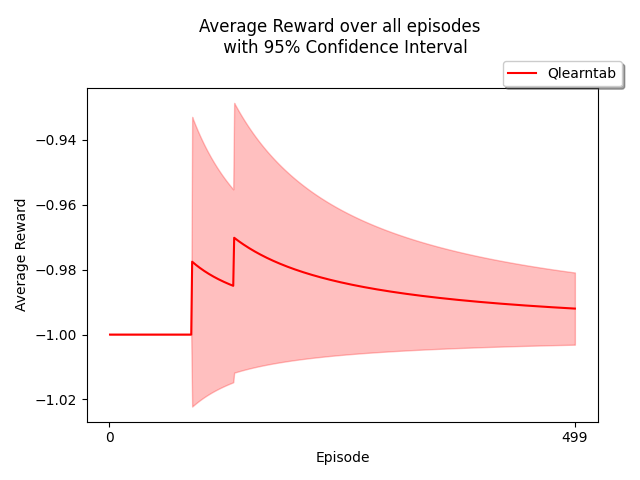 Average Reward over all episodes
with 95% Confidence Interval
Qlearntab
Average Reward
−0.94
−0.96
−0.98
−1.00
−1.02
0
499
Episode